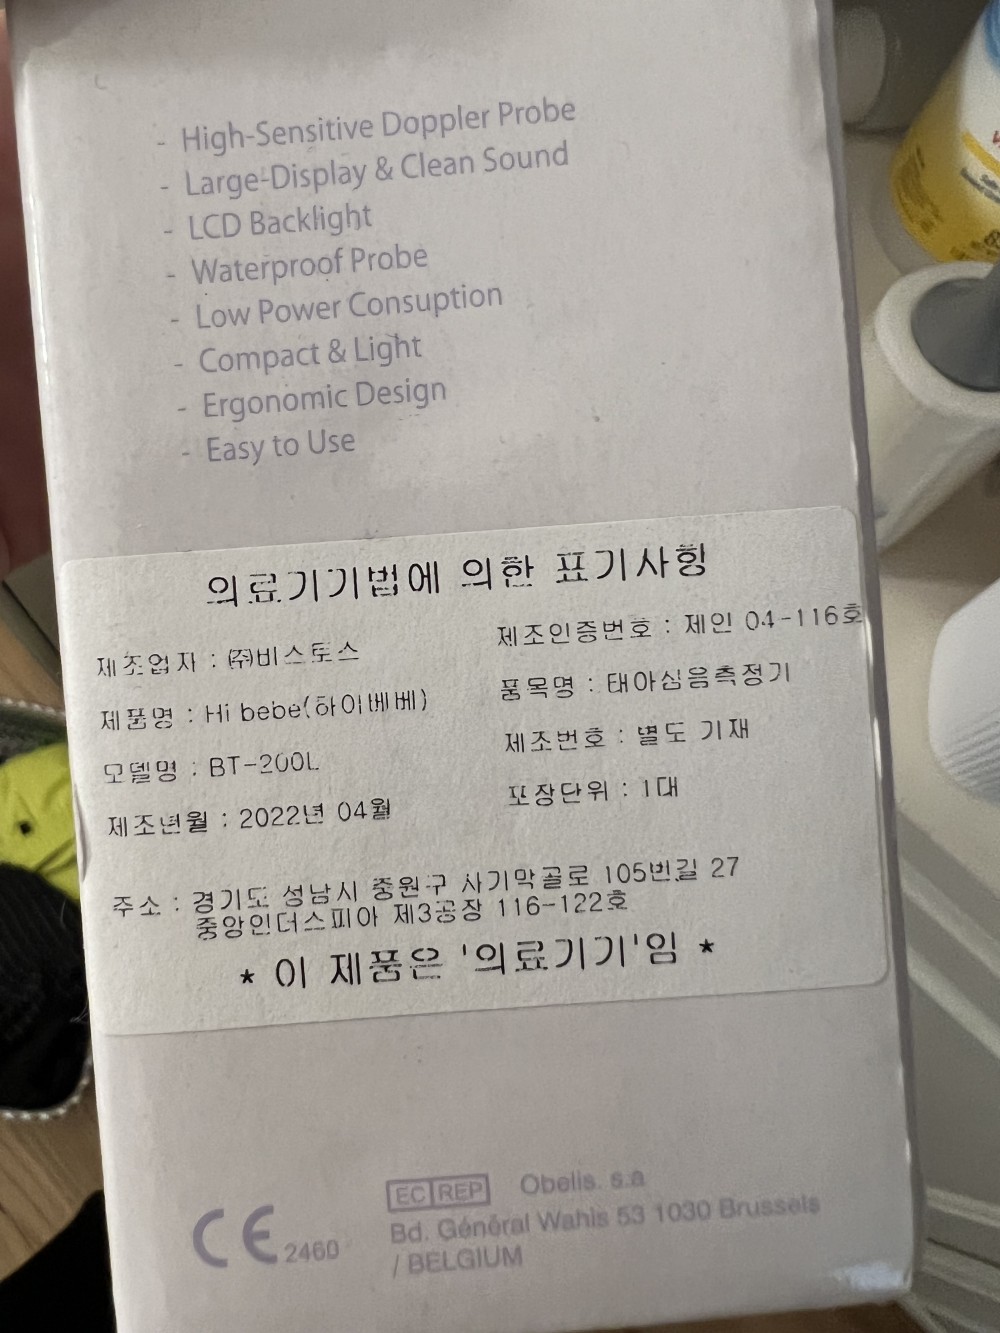 - High-Sensitive Doppler Probe
- Large-Display & Clean Sound
- LCD Backlight
- Waterproof Probe
- Low Power Consuption
- Compact & Light
- Ergonomic Design
- Easy to Use
의료기기법에 의한 표기사항
제조업자 : ㈜비스토스
제조인증번호 : 제인 04-116호
제품명 : Hi bebe(하이베베)
품목명 : 태아심음측정기
모델명 : BT-200L
제조번호 : 별도 기재
제조년월 : 2022년 04월
포장단위 : 1대
주소 : 경기도 성남시 중원구 사기막골로 105번길 27
중앙인더스피아 제3공장 116-122호
* 이 제품은 '의료기기'임 *
CE 2460
EC REP Obelis. s.a
Bd. Général Wahis 53 1030 Brussels
/ BELGIUM